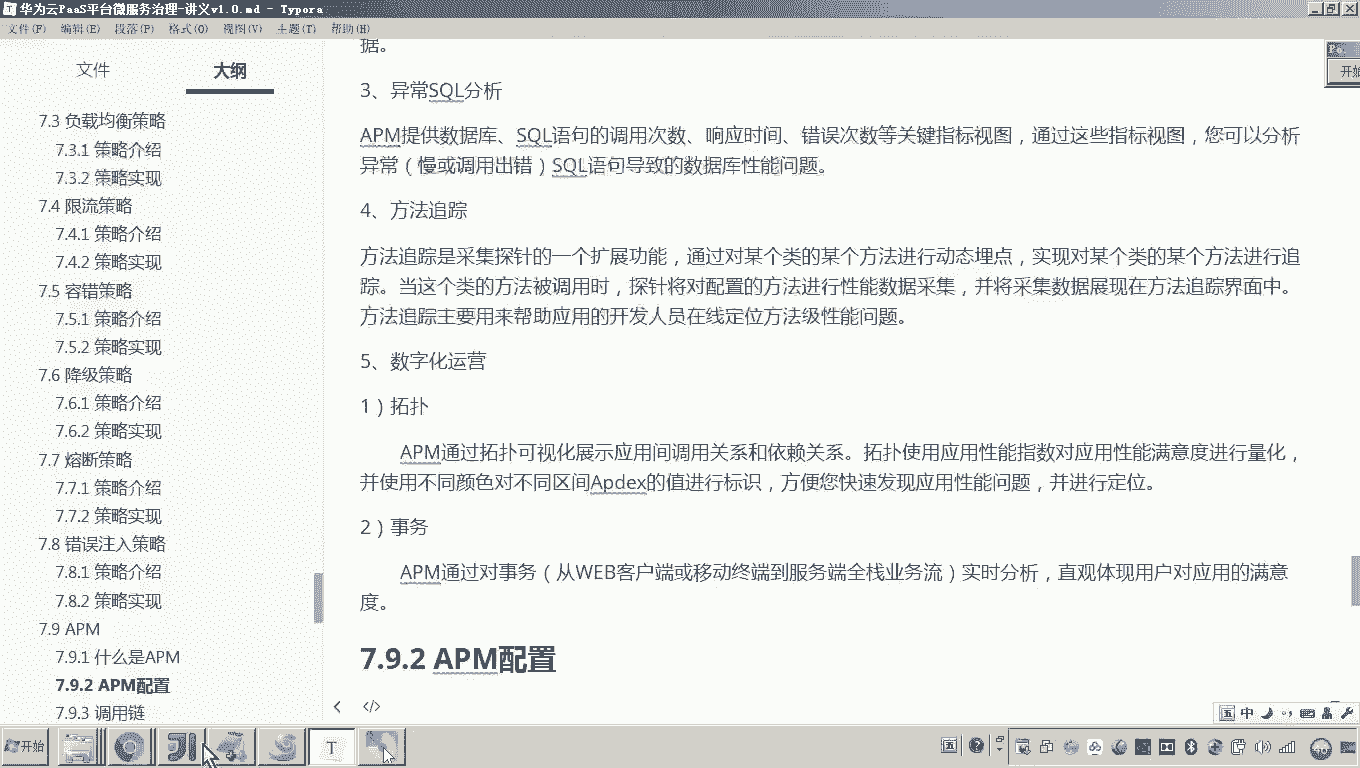 华为云PaaS平台微服务治理-讲义v1.0.md - Typora
文件(F) 编辑(E) 段落(P) 格式(O) 视图(V) 主题(T) 帮助(H)
文件 大纲
7.3 负载均衡策略
7.3.1 策略介绍
7.3.2 策略实现
7.4 限流策略
7.4.1 策略介绍
7.4.2 策略实现
7.5 容错策略
7.5.1 策略介绍
7.5.2 策略实现
7.6 降级策略
7.6.1 策略介绍
7.6.2 策略实现
7.7 熔断策略
7.7.1 策略介绍
7.7.2 策略实现
7.8 错误注入策略
7.8.1 策略介绍
7.8.2 策略实现
7.9 APM
7.9.1 什么是APM
7.9.2 APM配置
7.9.3 调用链
据。
3、异常SQL分析
APM提供数据库、SQL语句的调用次数、响应时间、错误次数等关键指标视图，通过这些指标视图，您可以分析
异常（慢或调用出错）SQL语句导致的数据库性能问题。
4、方法追踪
方法追踪是采集探针的一个扩展功能，通过对某个类的某个方法进行动态埋点，实现对某个类的某个方法进行追
踪。当这个类的方法被调用时，探针将对配置的方法进行性能数据采集，并将采集数据展现在方法追踪界面中。
方法追踪主要用来帮助应用的开发人员在线定位方法级性能问题。
5、数字化运营
1）拓扑
APM通过拓扑可视化展示应用间调用关系和依赖关系。拓扑使用应用性能指数对应用性能满意度进行量化，
并使用不同颜色对不同区间Apdex的值进行标识，方便您快速发现应用性能问题，并进行定位。
2）事务
APM通过对事务（从WEB客户端或移动终端到服务端全栈业务流）实时分析，直观体现用户对应用的满意
度。
7.9.2 APM配置
开始
五 中
开始
T
五